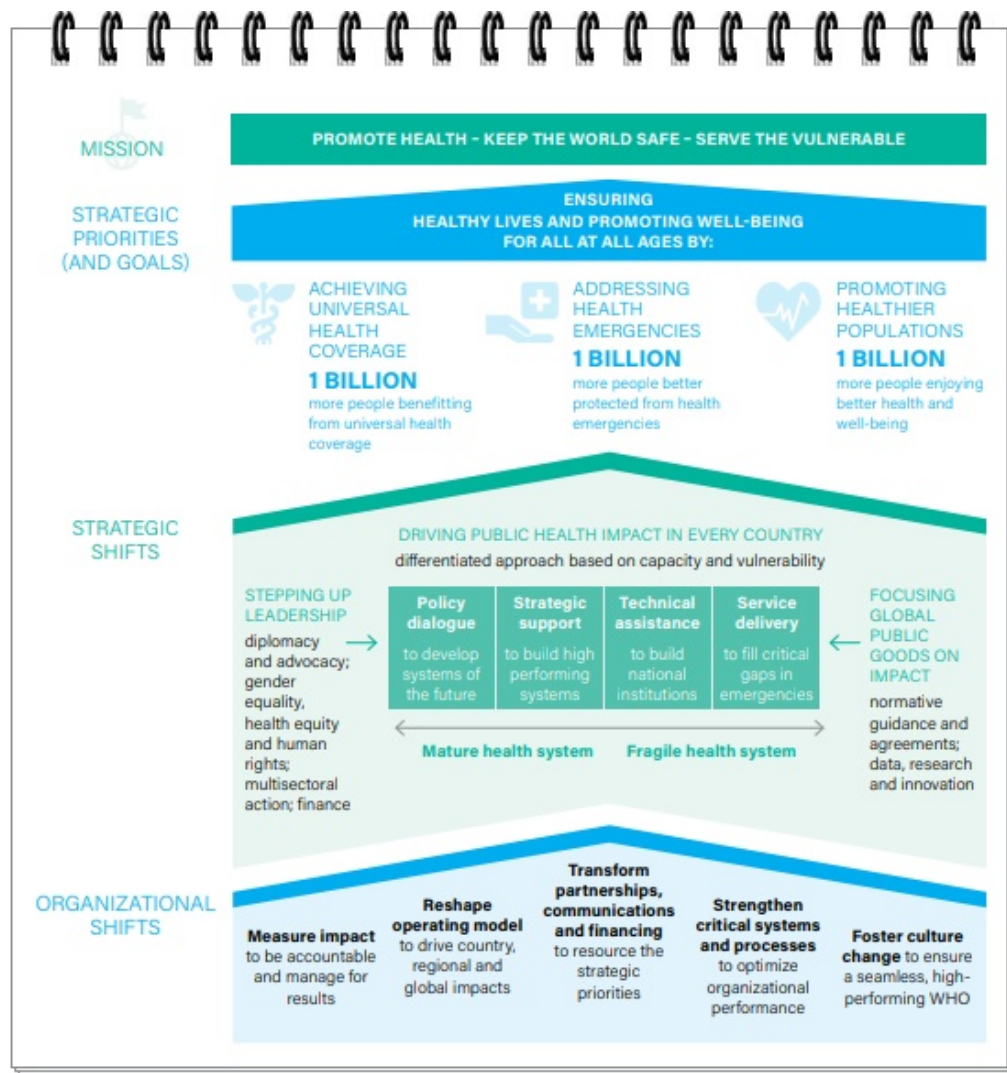 MISSION
PROMOTE HEALTH – KEEP THE WORLD SAFE – SERVE THE VULNERABLE
STRATEGIC
PRIORITIES
(AND GOALS)
ENSURING
HEALTHY LIVES AND PROMOTING WELL-BEING
FOR ALL AT ALL AGES BY:
ACHIEVING
UNIVERSAL
HEALTH
COVERAGE
1 BILLION
more people benefitting
from universal health
coverage
ADDRESSING
HEALTH
EMERGENCIES
1 BILLION
more people better
protected from health
emergencies
PROMOTING
HEALTHIER
POPULATIONS
1 BILLION
more people enjoying
better health and
well-being
STRATEGIC
SHIFTS
DRIVING PUBLIC HEALTH IMPACT IN EVERY COUNTRY
differentiated approach based on capacity and vulnerability
STEPPING UP
LEADERSHIP
diplomacy
and advocacy;
gender
equality,
health equity
and human
rights;
multisectoral
action; finance
Policy
dialogue
to develop
systems of
the future
Strategic
support
to build high
performing
systems
Technical
assistance
to build
national
institutions
Service
delivery
to fill critical
gaps in
emergencies
Mature health system
Fragile health system
FOCUSING
GLOBAL
PUBLIC
GOODS ON
IMPACT
normative
guidance and
agreements;
data, research
and innovation
ORGANIZATIONAL
SHIFTS
Measure impact
to be accountable
and manage for
results
Reshape
operating model
to drive country,
regional and
global impacts
Transform
partnerships,
communications
and financing
to resource the
strategic
priorities
Strengthen
critical systems
and processes
to optimize
organizational
performance
Foster culture
change to ensure
a seamless, high-
performing WHO